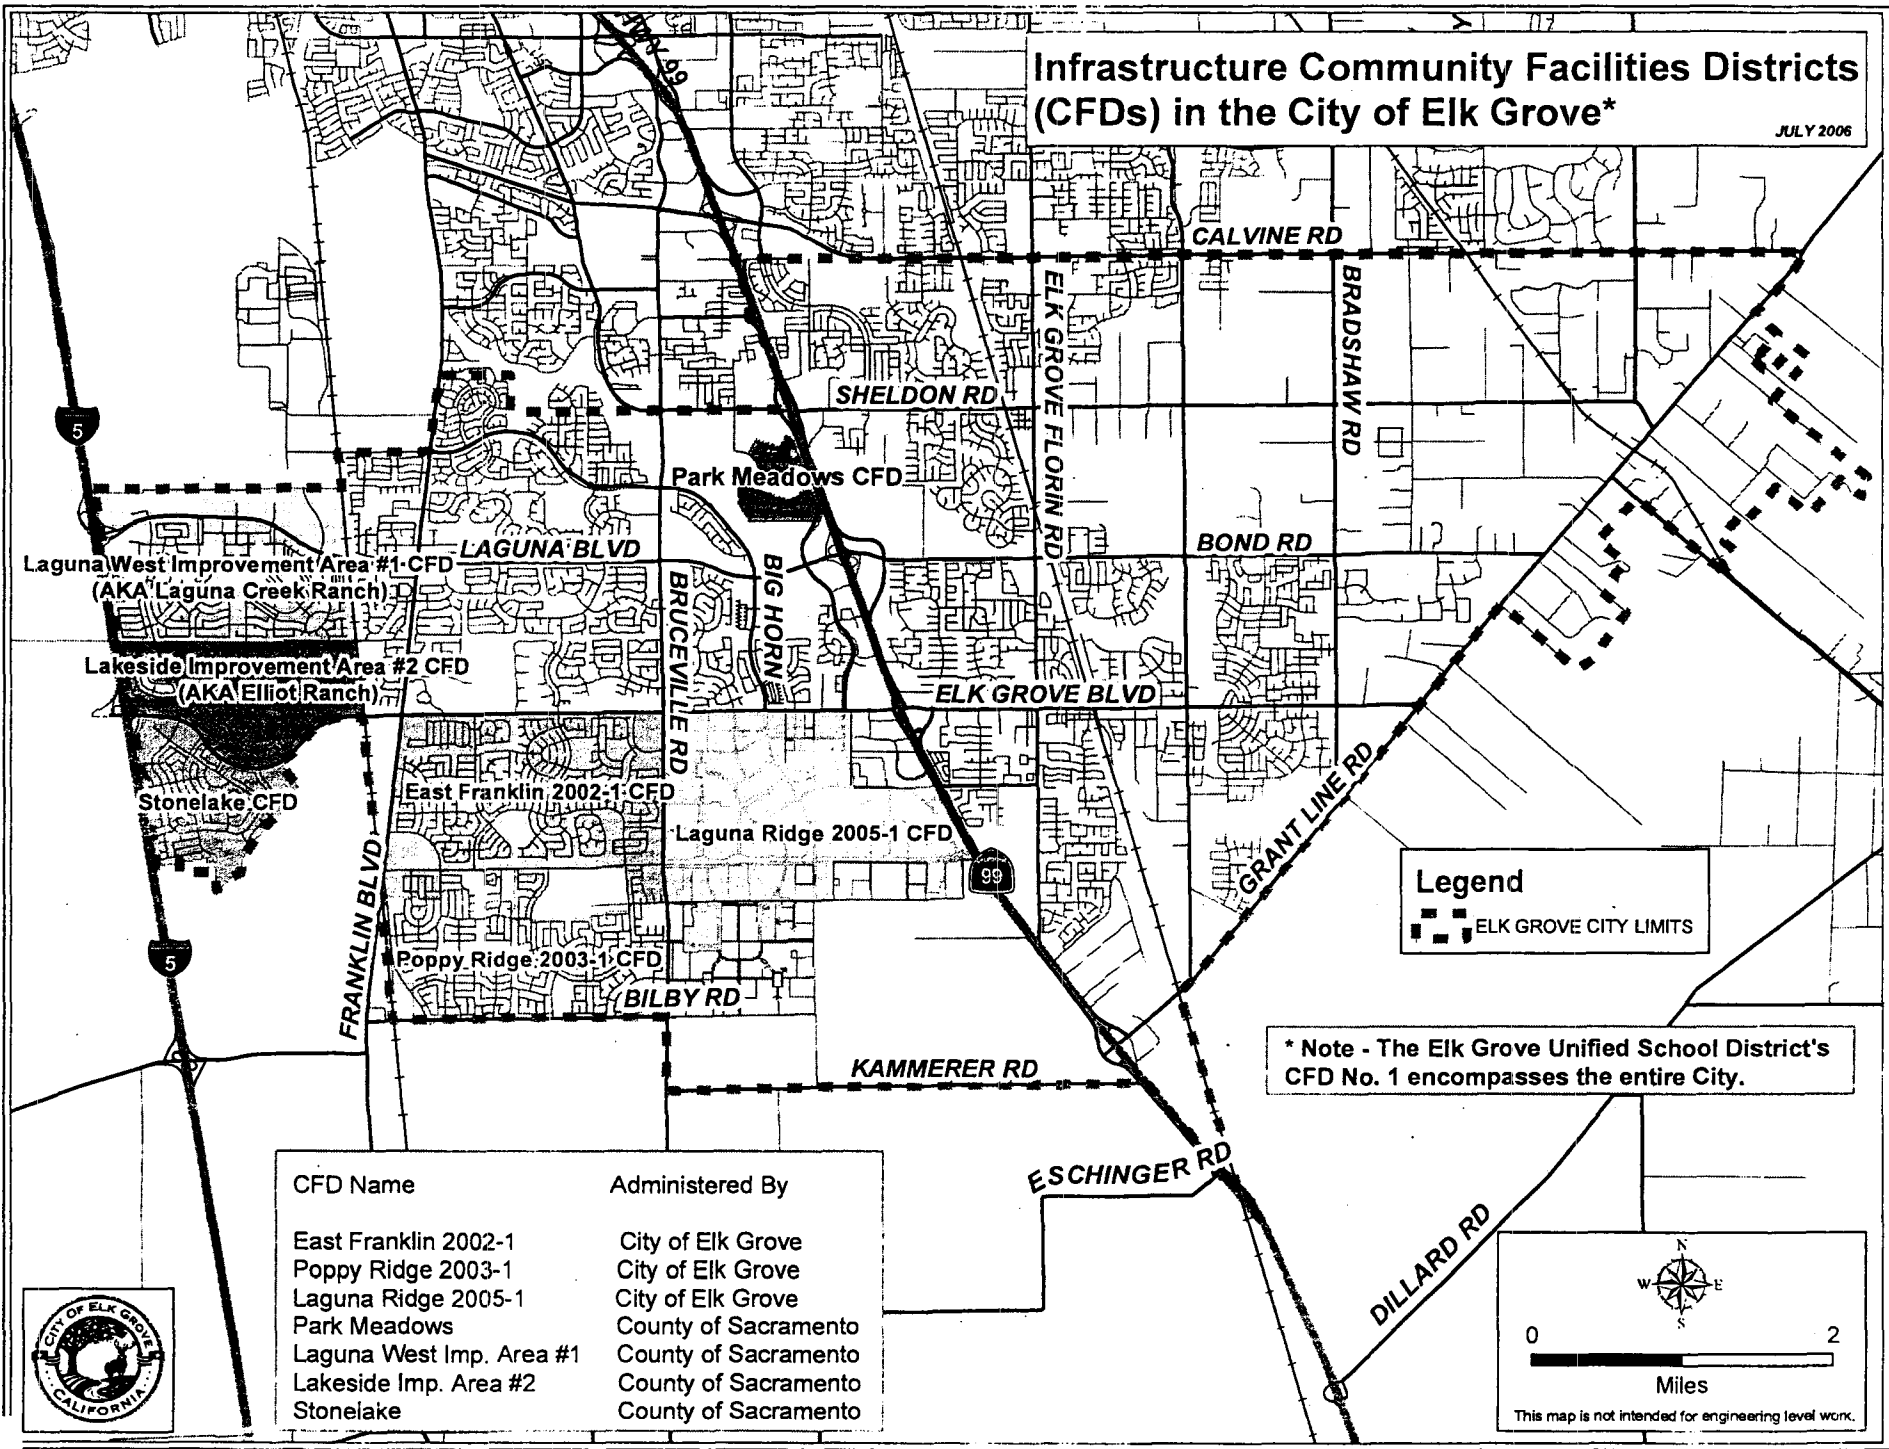 HWY 99
Y
Infrastructure Community Facilities Districts
(CFDs) in the City of Elk Grove*
JULY 2006
CALVINE RD
ELK GROVE FLORIN RD
BRADSHAW RD
SHELDON RD
5
Park Meadows CFD
LAGUNA BLVD
BOND RD
Laguna West Improvement Area #1 CFD
(AKA Laguna Creek Ranch)
BRUCEVILLE RD
BIG HORN
Lakeside Improvement Area #2 CFD
(AKA Elliot Ranch)
ELK GROVE BLVD
East Franklin 2002-1 CFD
Stonelake CFD
GRANT LINE RD
Laguna Ridge 2005-1 CFD
99
FRANKLIN BLVD
Legend
ELK GROVE CITY LIMITS
5
Poppy Ridge 2003-1 CFD
BILBY RD
KAMMERER RD
* Note - The Elk Grove Unified School District's
CFD No. 1 encompasses the entire City.
ESCHINGER RD
DILLARD RD
CFD Name Administered By
East Franklin 2002-1 City of Elk Grove
Poppy Ridge 2003-1 City of Elk Grove
Laguna Ridge 2005-1 City of Elk Grove
Park Meadows County of Sacramento
Laguna West Imp. Area #1 County of Sacramento
Lakeside Imp. Area #2 County of Sacramento
Stonelake County of Sacramento
CITY OF ELK GROVE
CALIFORNIA
N
W E
S
0 2
Miles
This map is not intended for engineering level work.